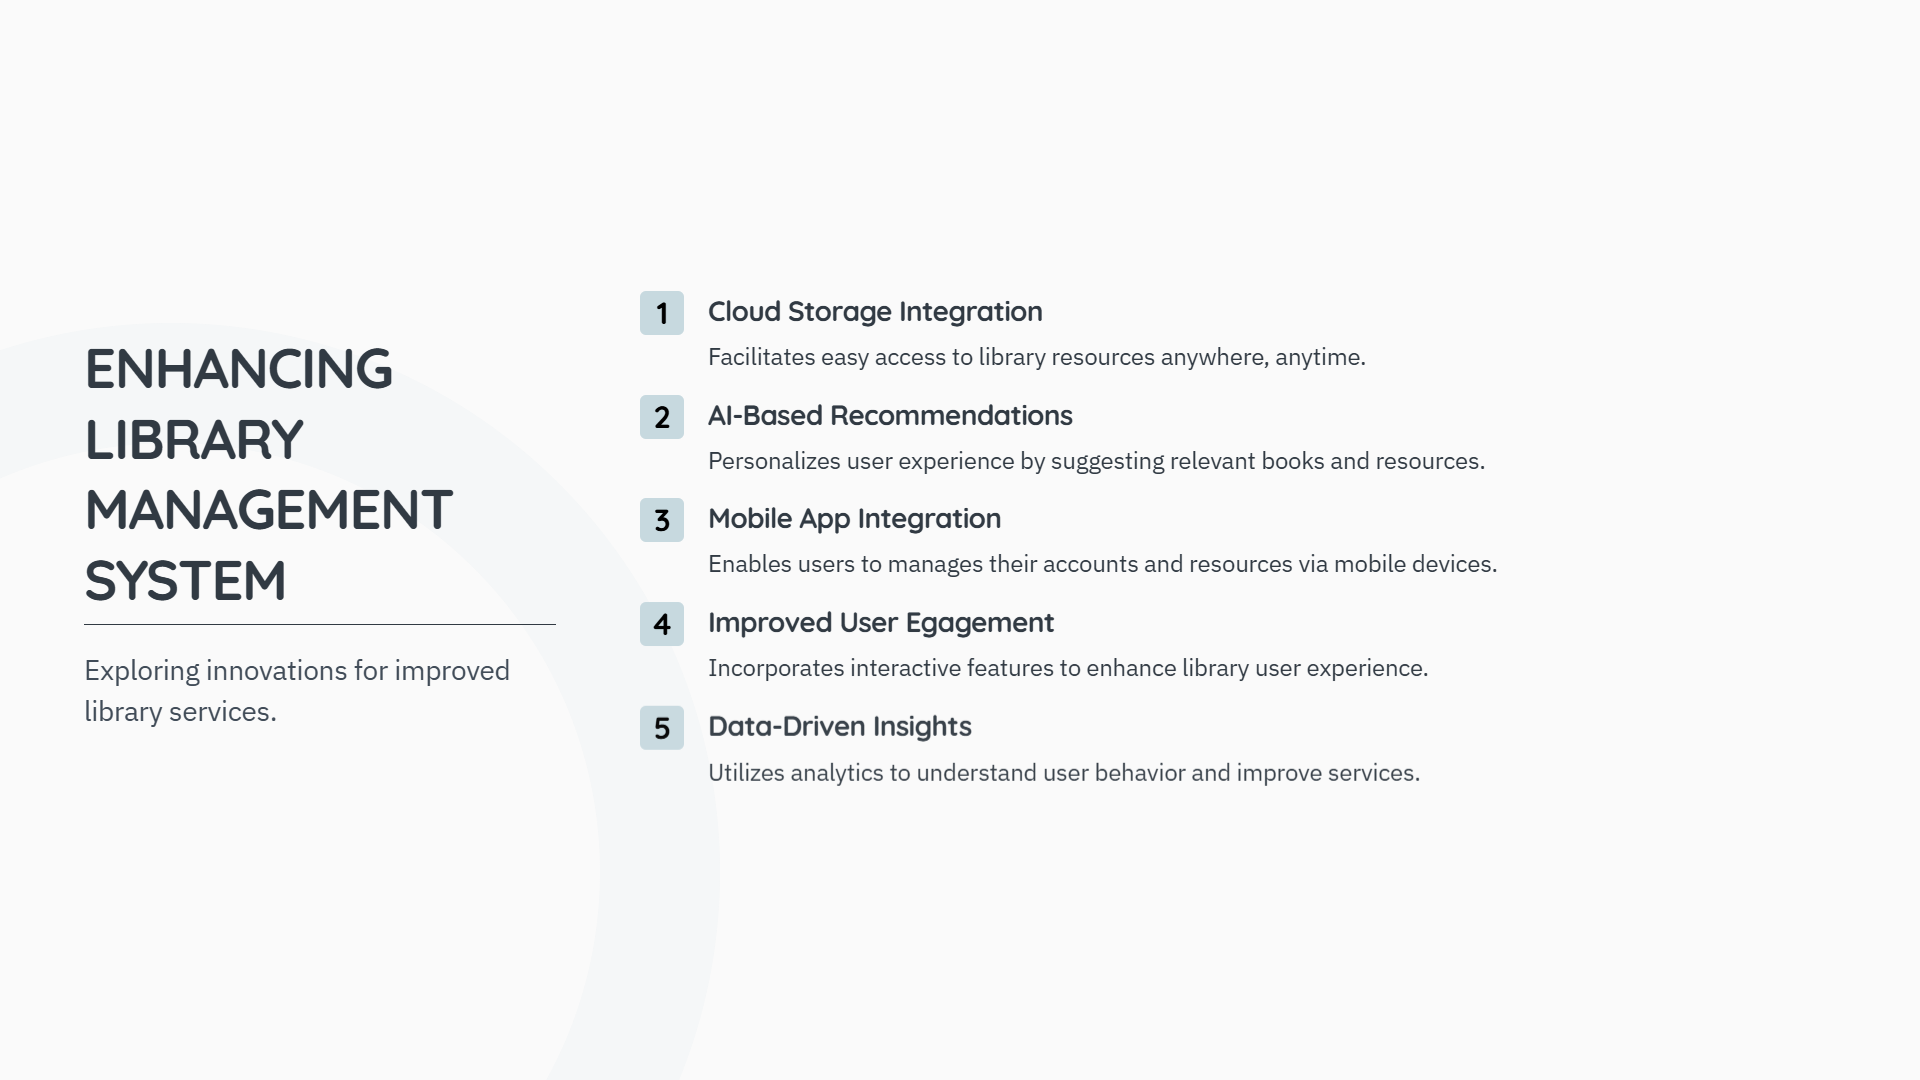 ENHANCING
LIBRARY
MANAGEMENT
SYSTEM
Exploring innovations for improved
library services.
1 Cloud Storage Integration
Facilitates easy access to library resources anywhere, anytime.
2 AI-Based Recommendations
Personalizes user experience by suggesting relevant books and resources.
3 Mobile App Integration
Enables users to manages their accounts and resources via mobile devices.
4 Improved User Egagement
Incorporates interactive features to enhance library user experience.
5 Data-Driven Insights
Utilizes analytics to understand user behavior and improve services.